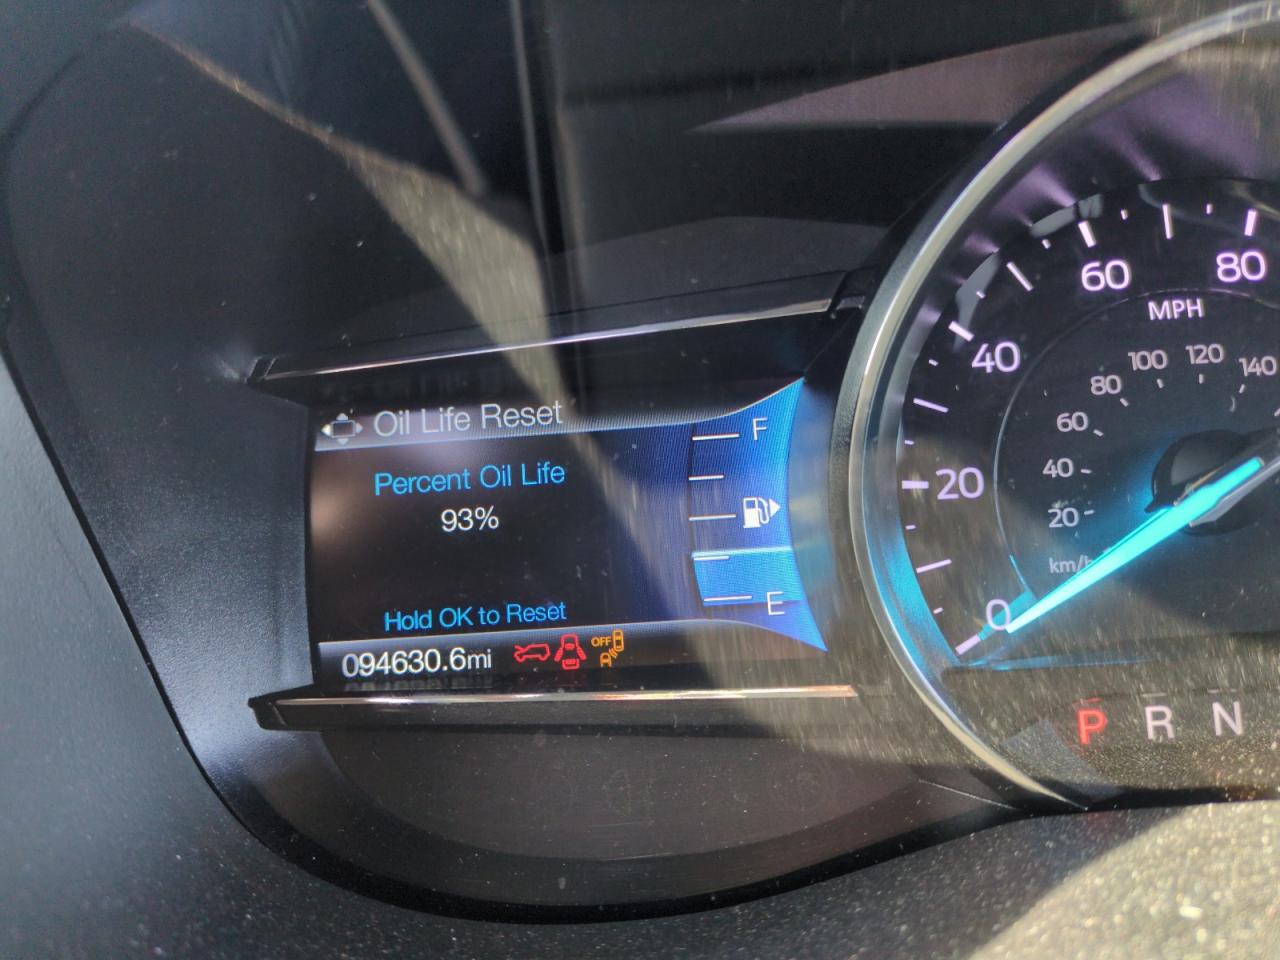 Oil Life Reset
Percent Oil Life
93%
Hold OK to Reset
094630.6mi
OFF
F
E
0
20
40
60
80
MPH
20
40
60
80
100
120
140
km/h
P R N